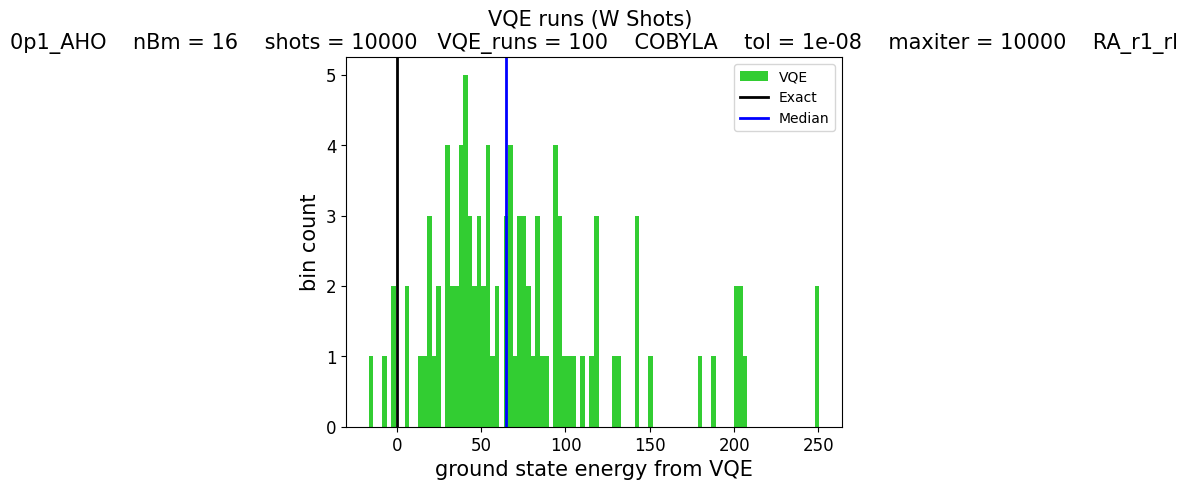 VQE runs (W Shots)
0p1_AHO nBm = 16 shots = 10000 VQE_runs = 100 COBYLA tol = 1e-08 maxiter = 10000 RA_r1_rl
VQE
Exact
Median
bin count
5
4
3
2
1
0
0 50 100 150 200 250
ground state energy from VQE